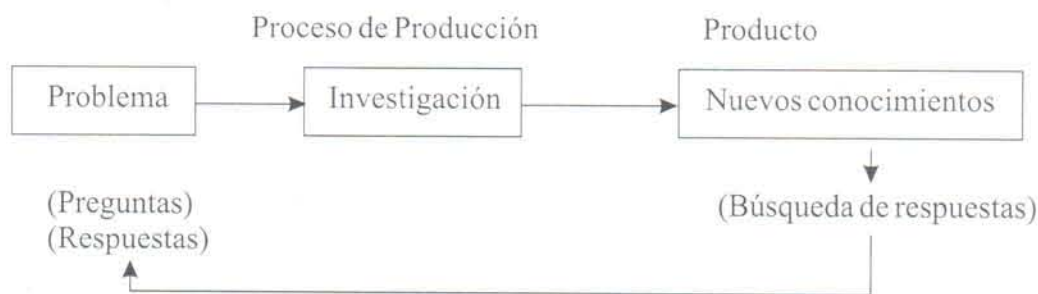 Proceso de Producción
Producto
Problema
Investigación
Nuevos conocimientos
(Preguntas)
(Respuestas)
(Búsqueda de respuestas)